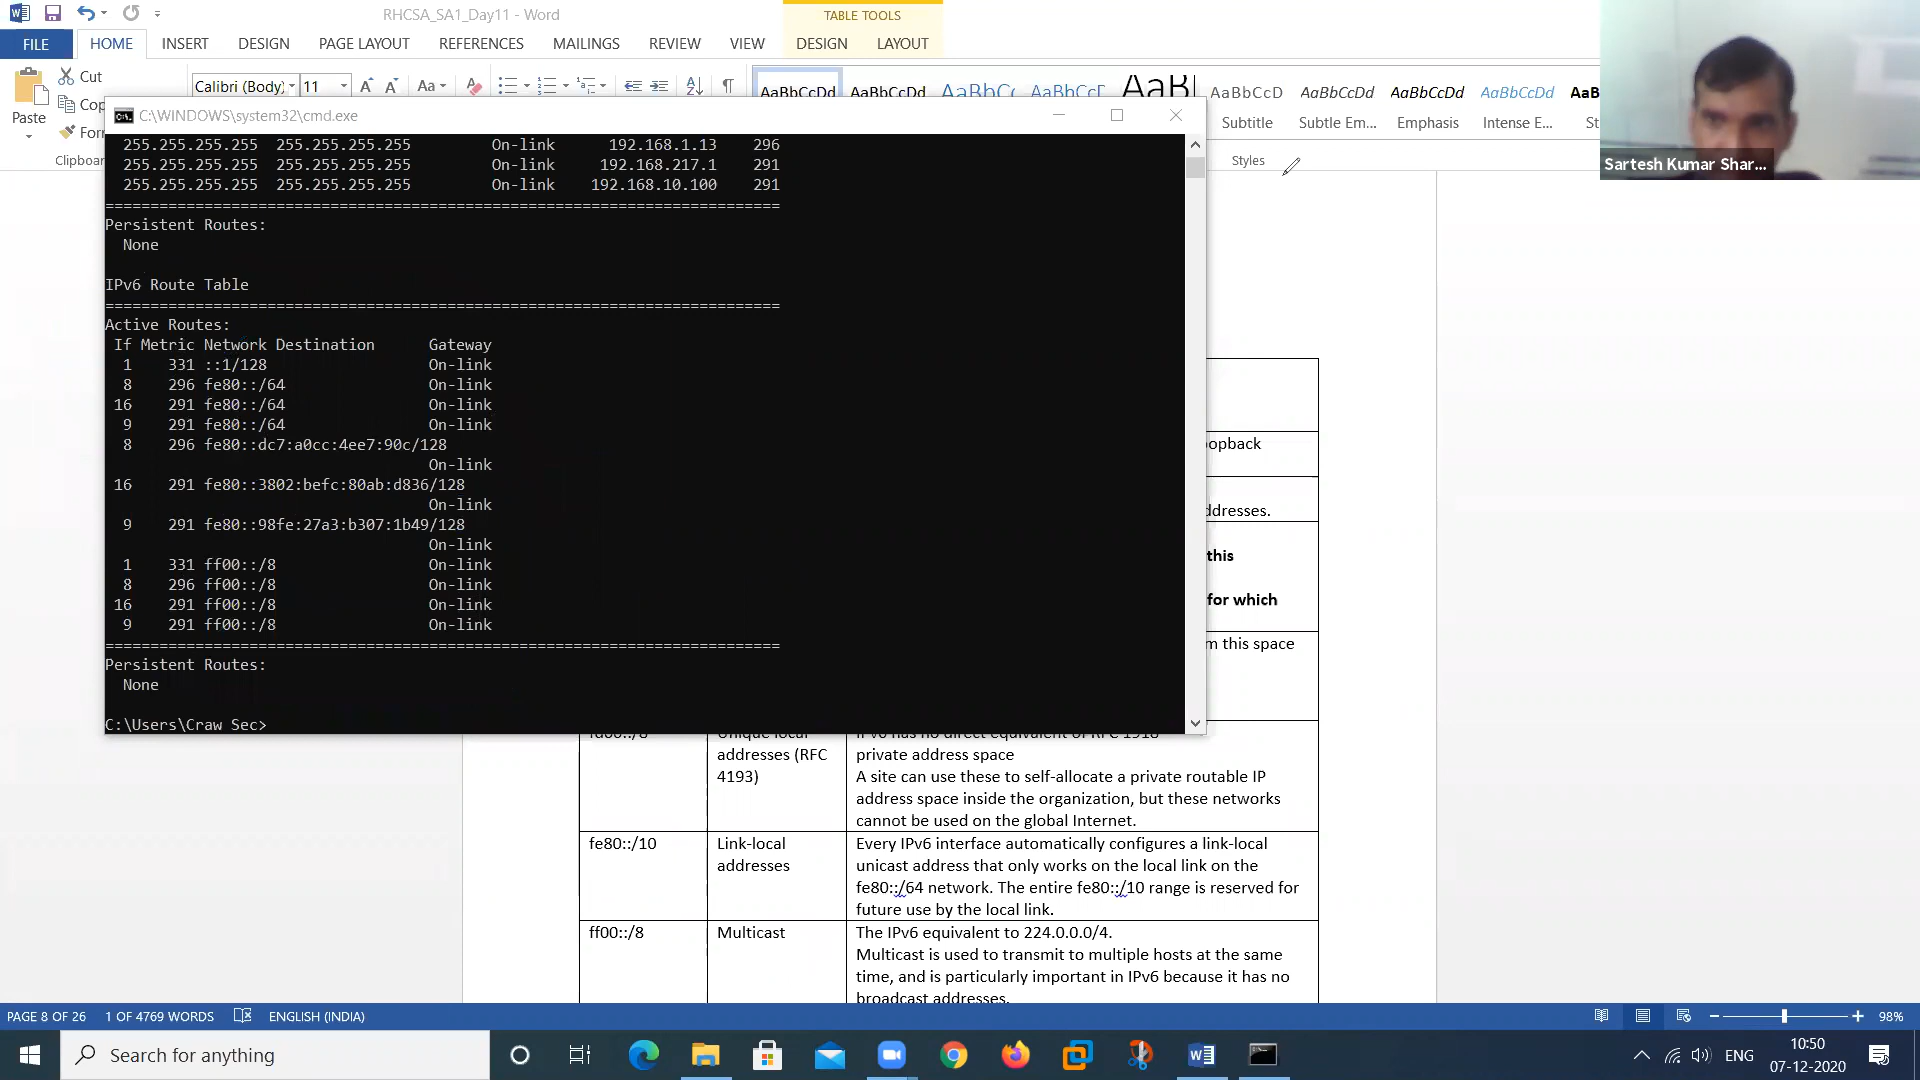 RHCSA_SA1_Day11 - Word
TABLE TOOLS
FILE HOME INSERT DESIGN PAGE LAYOUT REFERENCES MAILINGS REVIEW VIEW DESIGN LAYOUT
Cut
Calibri (Body) 11 Aa
AaBbCcDd AaBbCcDd AaBbC AaBbCcD AaBbCcDd AaBbCcDd AaBbCcDd
Paste
Subtitle Subtle Em... Emphasis Intense E...
Styles
Sartesh Kumar Shar...
C:\WINDOWS\system32\cmd.exe
255.255.255.255 255.255.255.255 On-link 192.168.1.13 296
255.255.255.255 255.255.255.255 On-link 192.168.217.1 291
255.255.255.255 255.255.255.255 On-link 192.168.10.100 291
===========================================================================
Persistent Routes:
None
IPv6 Route Table
===========================================================================
Active Routes:
If Metric Network Destination Gateway
1 331 ::1/128 On-link
8 296 fe80::/64 On-link
16 291 fe80::/64 On-link
9 291 fe80::/64 On-link
8 296 fe80::dc7:a0cc:4ee7:90c/128
On-link
16 291 fe80::3802:befc:80ab:d836/128
On-link
9 291 fe80::98fe:27a3:b307:1b49/128
On-link
1 331 ff00::/8 On-link
8 296 ff00::/8 On-link
16 291 ff00::/8 On-link
9 291 ff00::/8 On-link
===========================================================================
Persistent Routes:
None
C:\Users\Craw Sec>
opback
ddresses.
this
for which
m this space
private address space
addresses (RFC 4193)
A site can use these to self-allocate a private routable IP
address space inside the organization, but these networks
cannot be used on the global Internet.
fe80::/10
Link-local
addresses
Every IPv6 interface automatically configures a link-local
unicast address that only works on the local link on the
fe80::/64 network. The entire fe80::/10 range is reserved for
future use by the local link.
ff00::/8
Multicast
The IPv6 equivalent to 224.0.0.0/4.
Multicast is used to transmit to multiple hosts at the same
time, and is particularly important in IPv6 because it has no
broadcast addresses.
PAGE 8 OF 26 1 OF 4769 WORDS ENGLISH (INDIA) 98%
Search for anything
ENG
10:50
07-12-2020